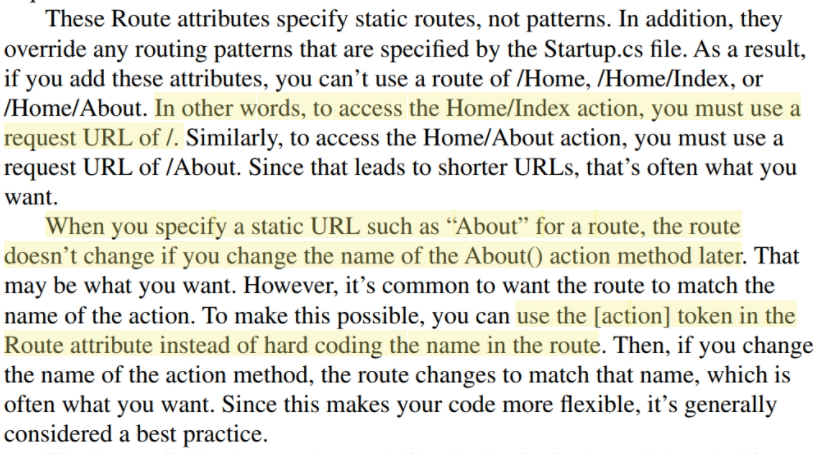 These Route attributes specify static routes, not patterns. In addition, they
override any routing patterns that are specified by the Startup.cs file. As a result,
if you add these attributes, you can’t use a route of /Home, /Home/Index, or
/Home/About. In other words, to access the Home/Index action, you must use a
request URL of /. Similarly, to access the Home/About action, you must use a
request URL of /About. Since that leads to shorter URLs, that’s often what you
want.
When you specify a static URL such as “About” for a route, the route
doesn’t change if you change the name of the About() action method later. That
may be what you want. However, it’s common to want the route to match the
name of the action. To make this possible, you can use the [action] token in the
Route attribute instead of hard coding the name in the route. Then, if you change
the name of the action method, the route changes to match that name, which is
often what you want. Since this makes your code more flexible, it’s generally
considered a best practice.